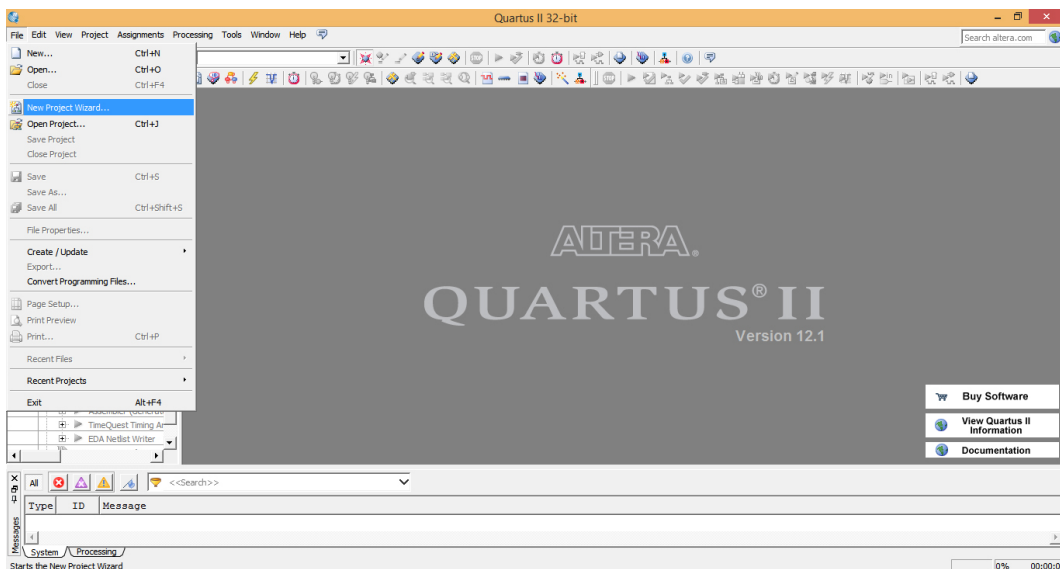 Quartus II 32-bit
File Edit View Project Assignments Processing Tools Window Help
Search altera.com
New... Ctrl+N
Open... Ctrl+O
Close Ctrl+F4
New Project Wizard...
Open Project... Ctrl+J
Save Project
Close Project
Save Ctrl+S
Save As...
Save All Ctrl+Shift+S
File Properties...
Create / Update
Export...
Convert Programming Files...
Page Setup...
Print Preview
Print... Ctrl+P
Recent Files
Recent Projects
Exit Alt+F4
ALTERA®
QUARTUS® II
Version 12.1
TimeQuest Timing
EDA Netlist Writer
Buy Software
View Quartus II
Information
Documentation
All <<Search>>
Type ID Message
Messages
System Processing
Starts the New Project Wizard
0% 00:00:0